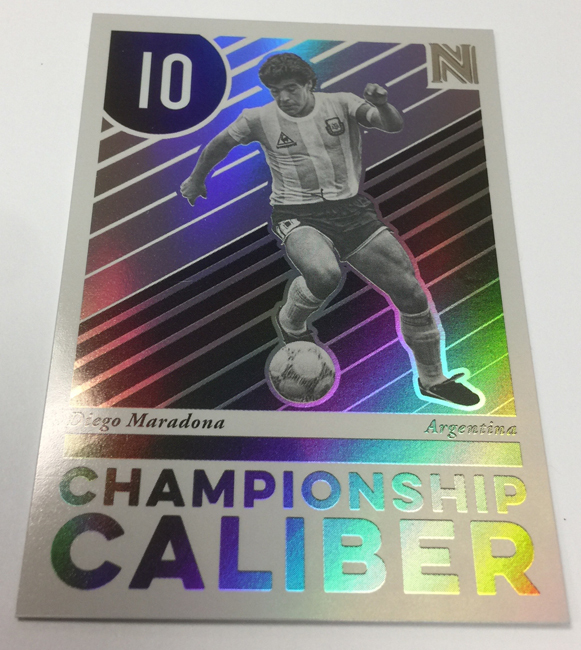 10
N
Diego Maradona
Argentina
CHAMPIONSHIP
CALIBER